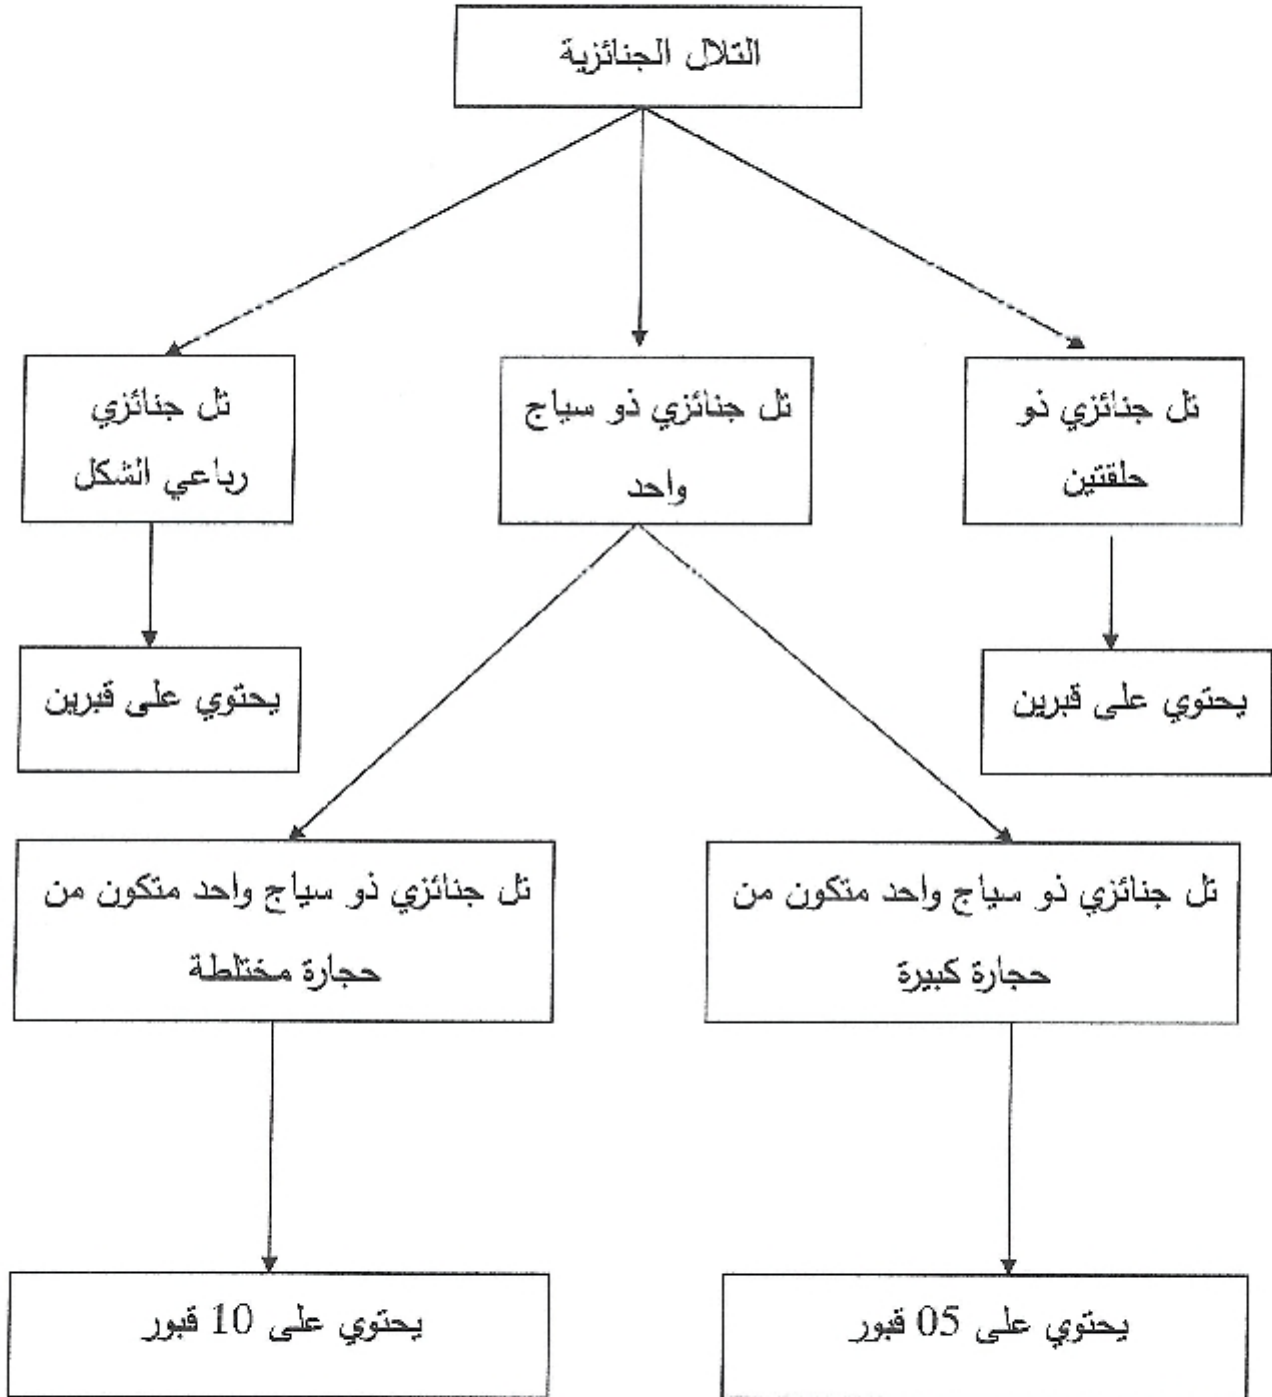 التلال الجنائزية
تل جنائزي ذو
حلقتين
تل جنائزي ذو سياج
واحد
تل جنائزي
رباعي الشكل
يحتوي على قبرين
يحتوي على قبرين
تل جنائزي ذو سياج واحد متكون من
حجارة كبيرة
تل جنائزي ذو سياج واحد متكون من
حجارة مختلطة
يحتوي على 05 قبور
يحتوي على 10 قبور